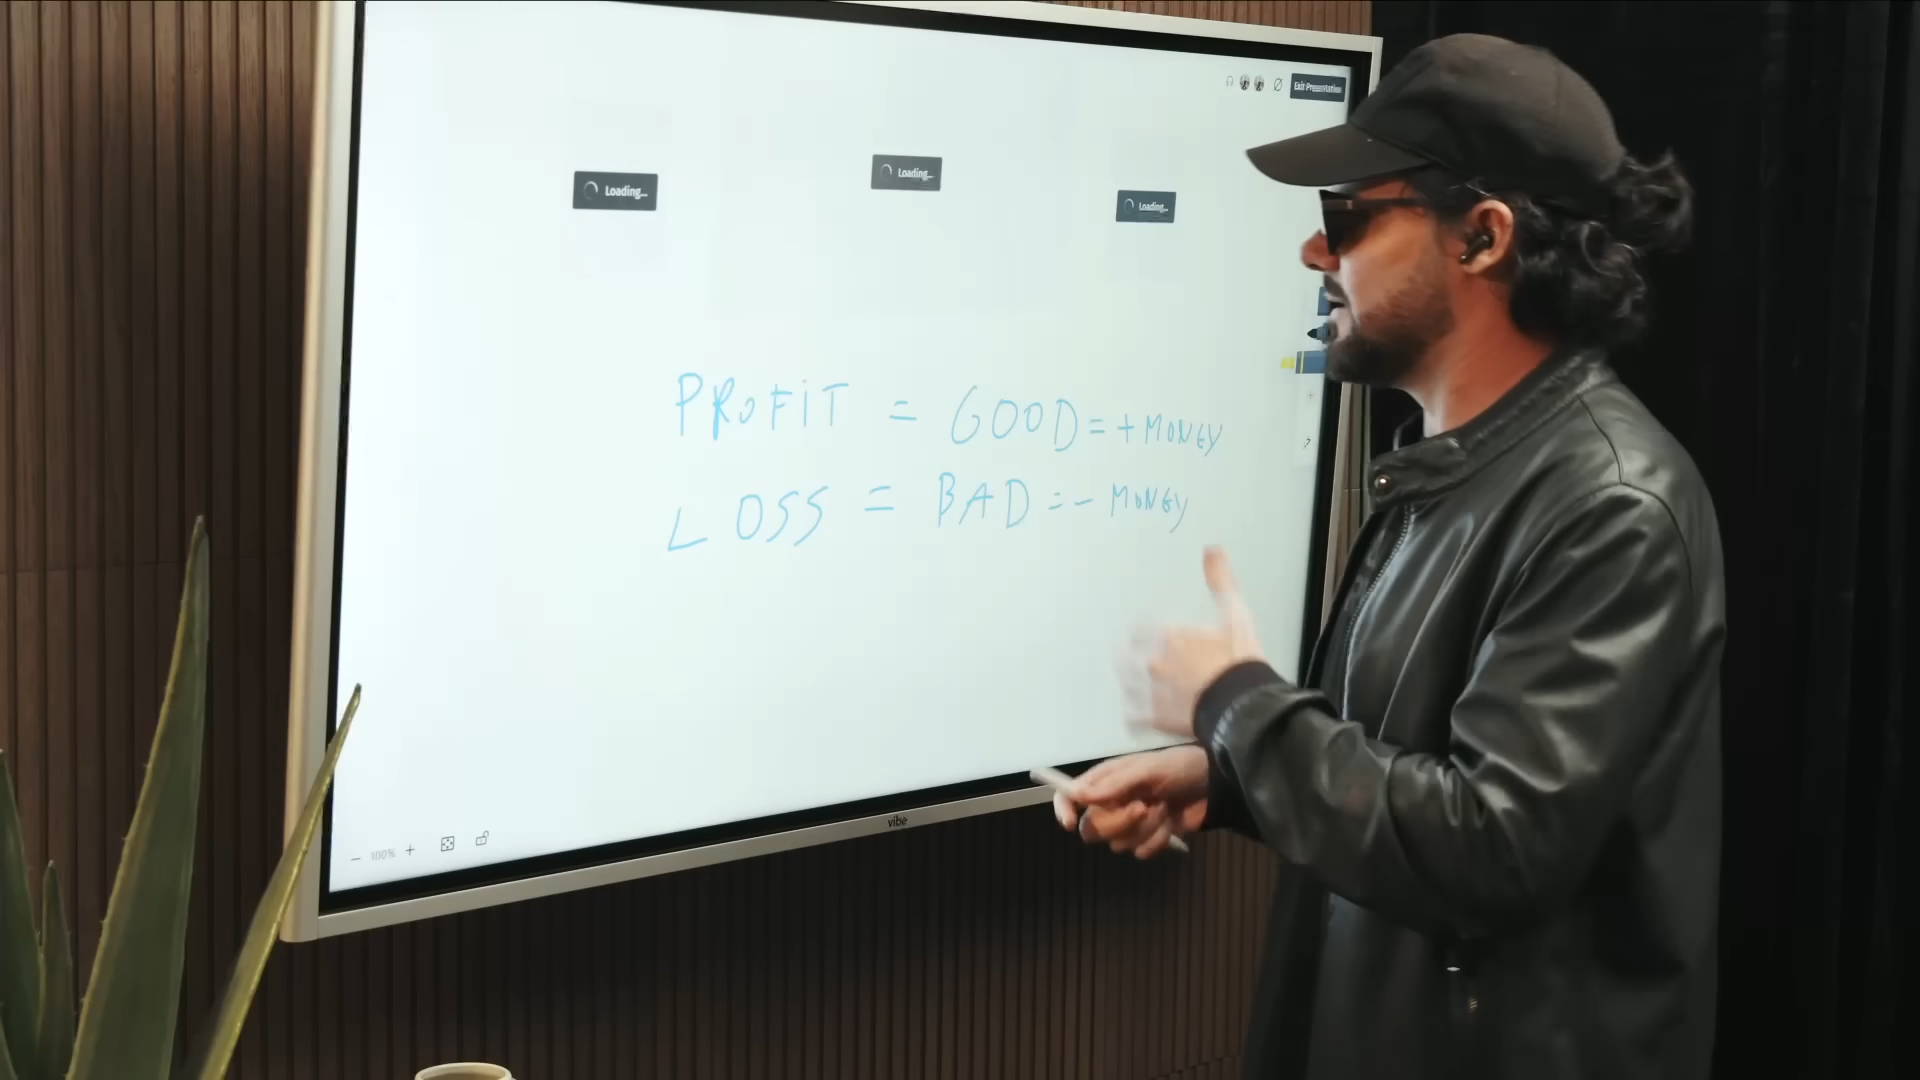 Exit Presentation
Loading...
Loading...
Loading...
PROFIT = GOOD = + MONEY
LOSS = BAD = - MONEY
100%
vibe